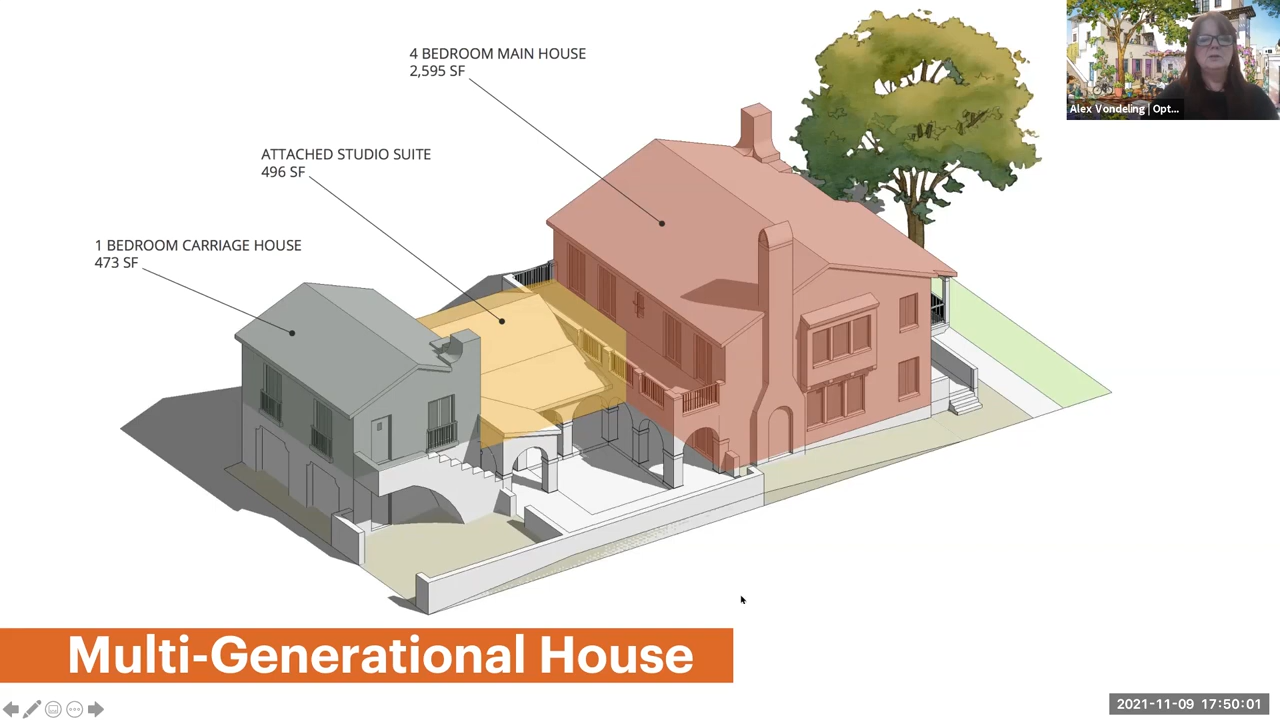 4 BEDROOM MAIN HOUSE
2,595 SF
ATTACHED STUDIO SUITE
496 SF
1 BEDROOM CARRIAGE HOUSE
473 SF
Alex Vondeling | Opt...
Multi-Generational House
2021-11-09 17:50:01